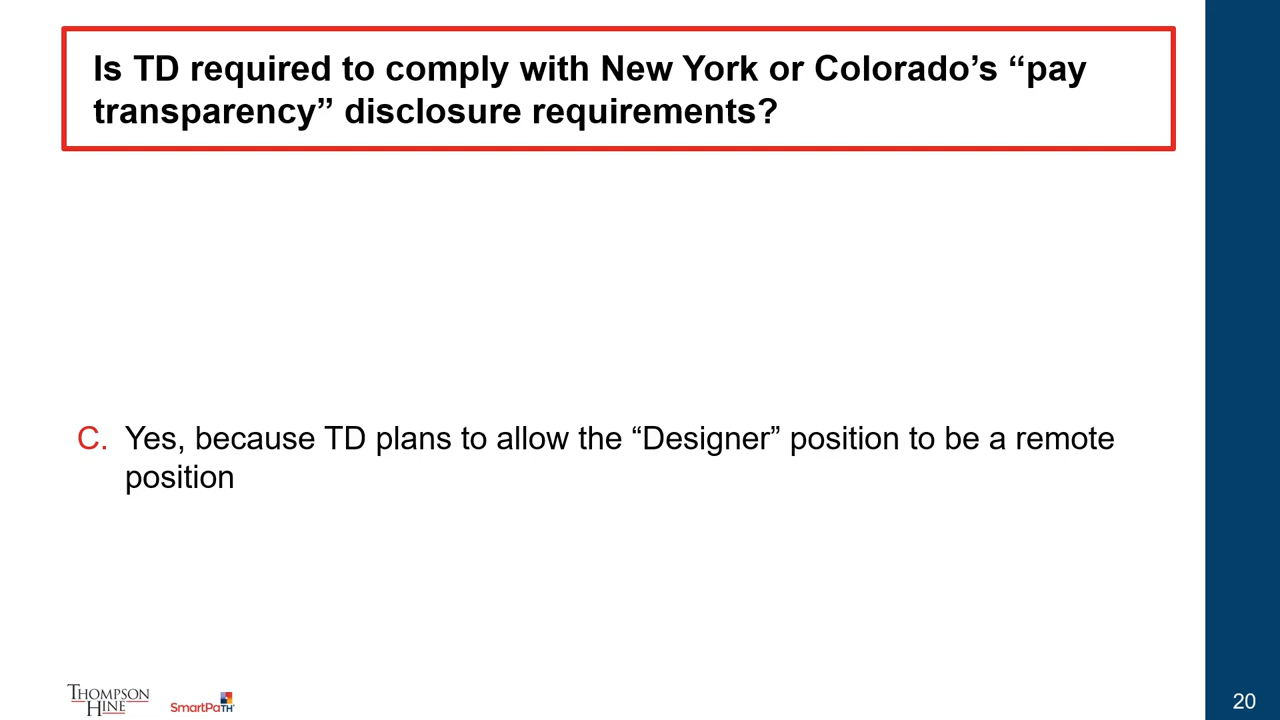 Is TD required to comply with New York or Colorado’s “pay
transparency” disclosure requirements?
C. Yes, because TD plans to allow the “Designer” position to be a remote
position
THOMPSON
HINE
SmartPaTH
20